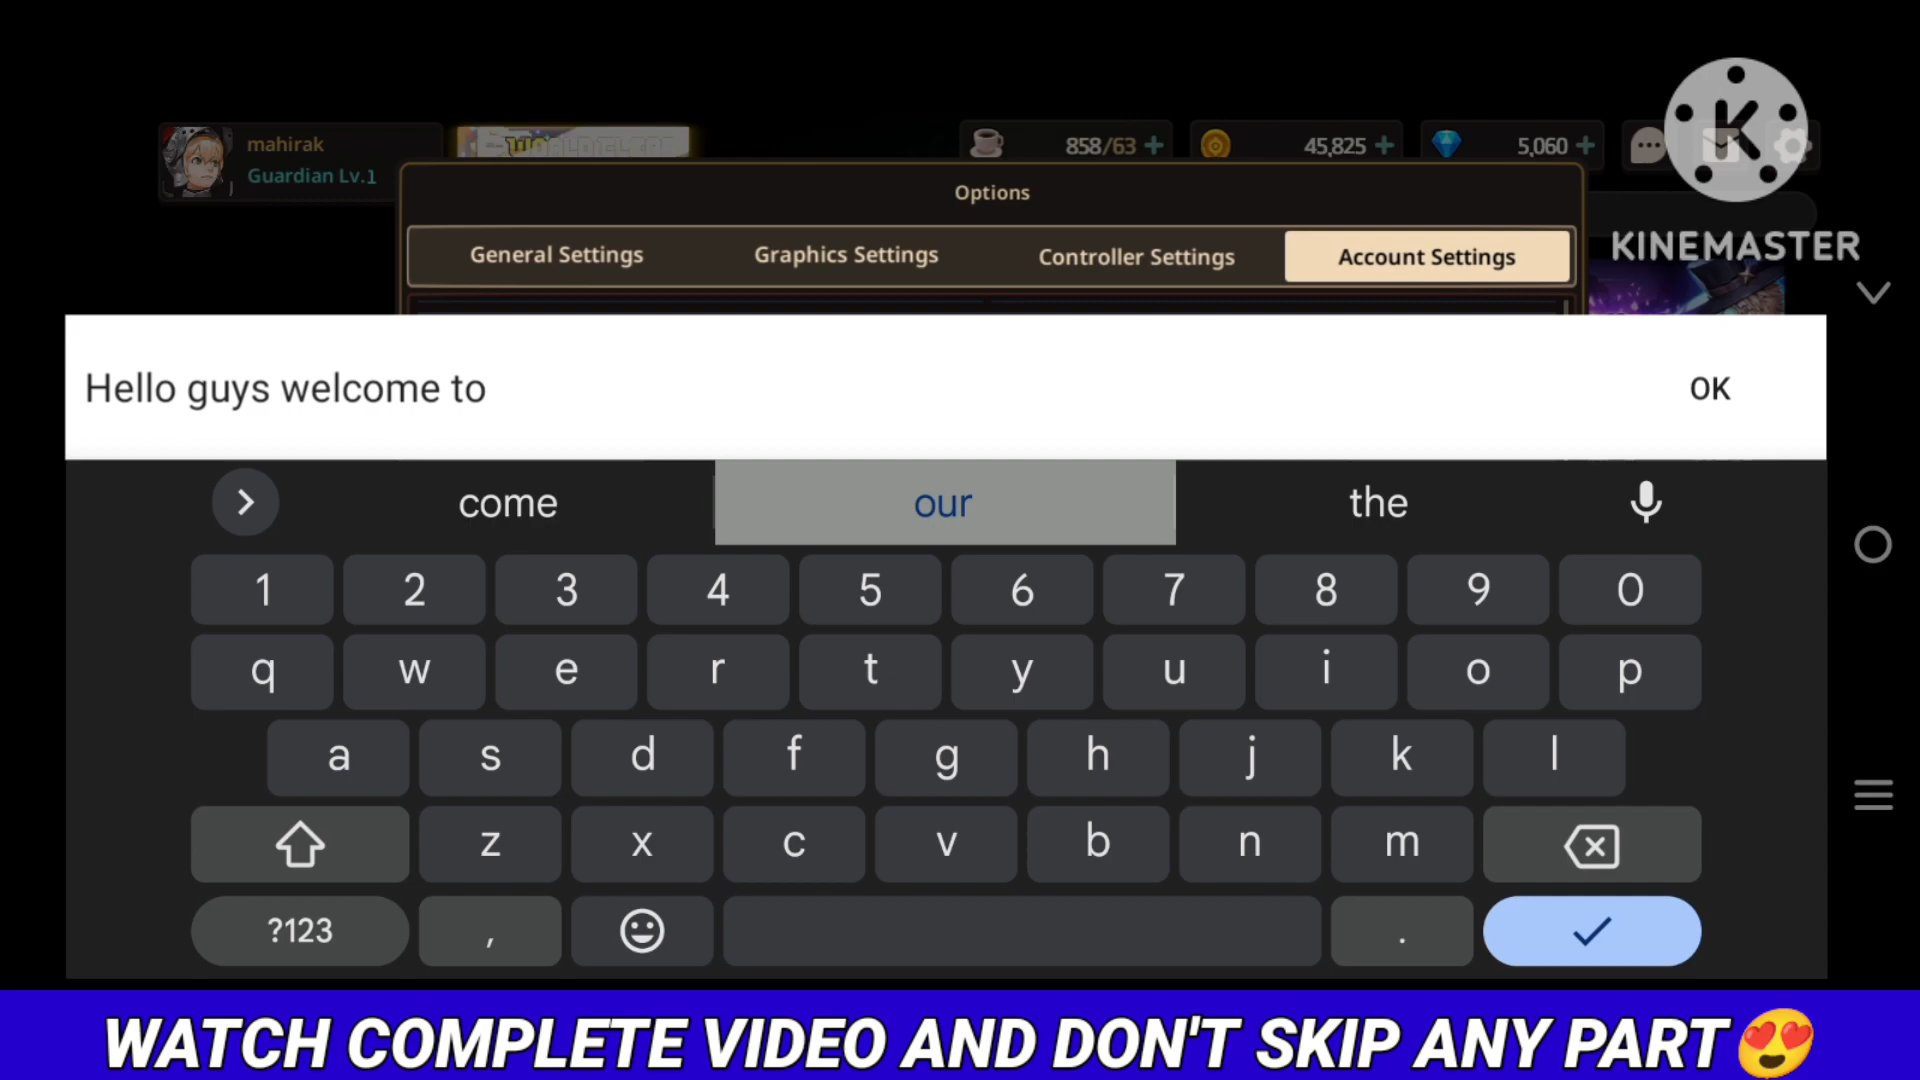 mahirak
Guardian Lv.1
858/63
45,825
5,060
Options
General Settings
Graphics Settings
Controller Settings
Account Settings
KINEMASTER
Hello guys welcome to
OK
come
our
the
1 2 3 4 5 6 7 8 9 0
q w e r t y u i o p
a s d f g h j k l
z x c v b n m
?123 , .
WATCH COMPLETE VIDEO AND DON'T SKIP ANY PART😍